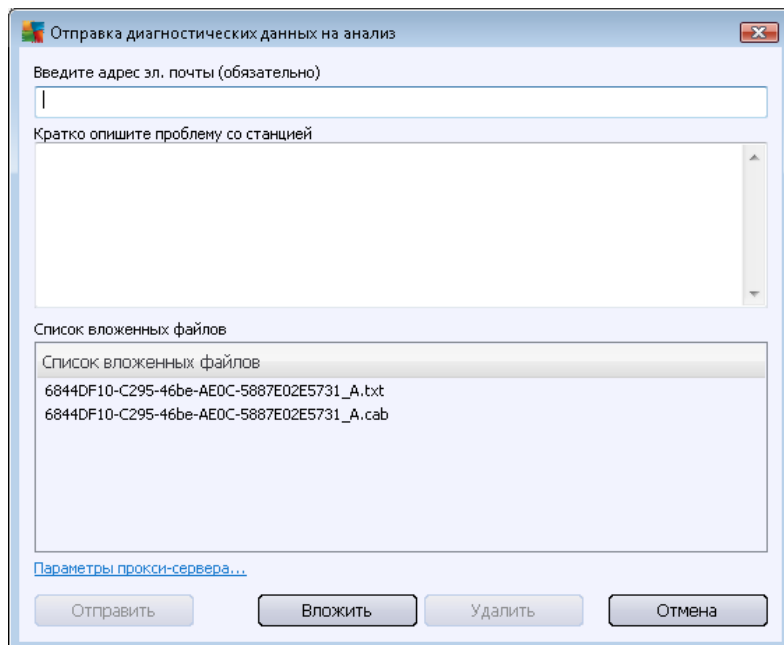 Отправка диагностических данных на анализ
Введите адрес эл. почты (обязательно)
Кратко опишите проблему со станцией
Список вложенных файлов
Список вложенных файлов
6844DF10-C295-46be-AE0C-5887E02E5731_A.txt
6844DF10-C295-46be-AE0C-5887E02E5731_A.cab
Параметры прокси-сервера...
Отправить Вложить Удалить Отмена